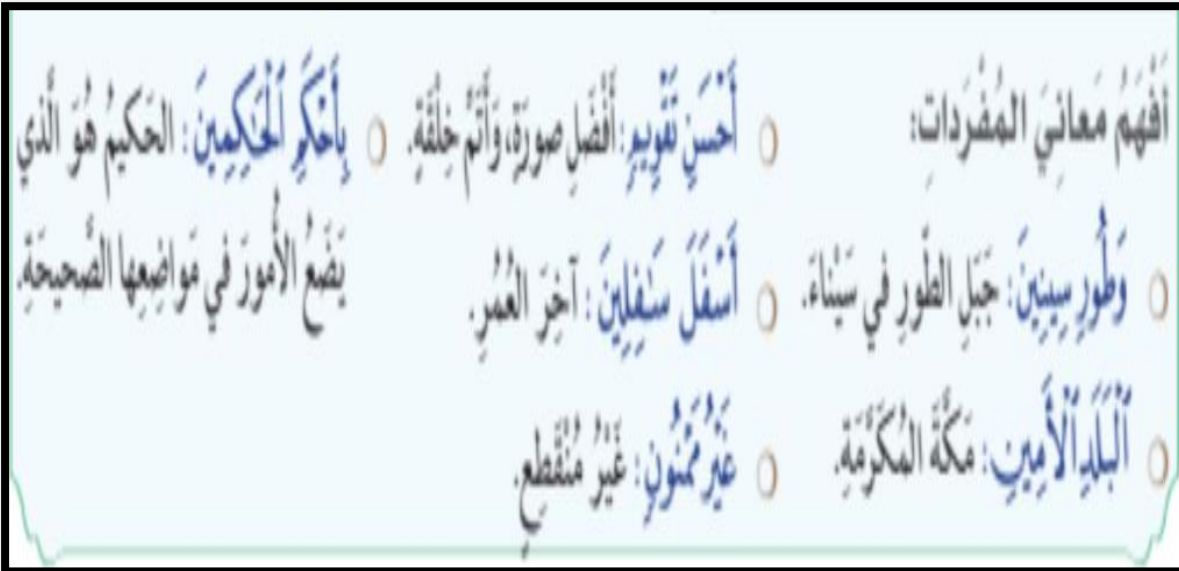 أَفْهَمُ مَعانِيَ المُفْرَداتِ:
وَطُورِ سِينِينَ: جَبَلِ الطّورِ في سَيْناءَ.
ٱلْبَلَدِ ٱلْأَمِينِ: مَكَّةَ المُكَرَّمَةِ.
أَحْسَنِ تَقْوِيمٍ: أَفْضَلِ صورَةٍ، وَأَتَمِّ خِلْقَةٍ.
أَسْفَلَ سَٰفِلِينَ: آخِرَ العُمُرِ.
غَيْرُ مَمْنُونٍ: غَيْرُ مُنْقَطِعٍ.
بِأَحْكَمِ ٱلْحَٰكِمِينَ: الحَكيمُ هُوَ الَّذي
يَضَعُ الأُمورَ في مَواضِعِها الصَّحيحَةِ.